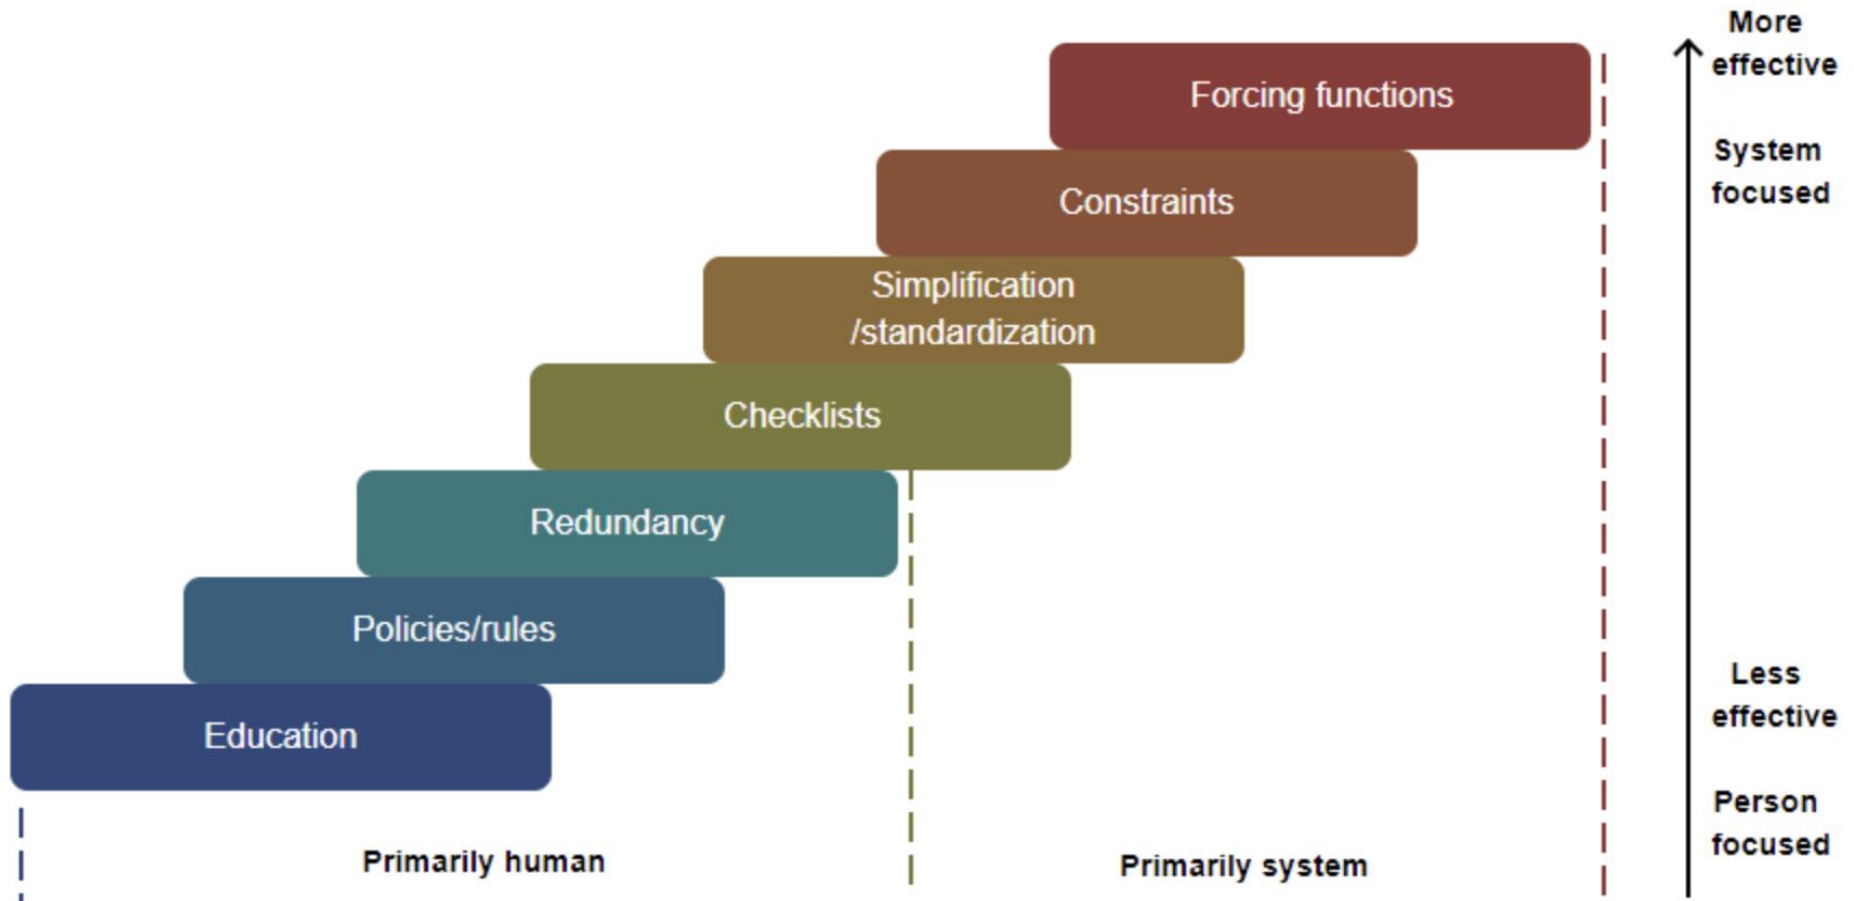 More
effective
Forcing functions
System
focused
Constraints
Simplification
/standardization
Checklists
Redundancy
Policies/rules
Less
effective
Education
Person
focused
Primarily human
Primarily system